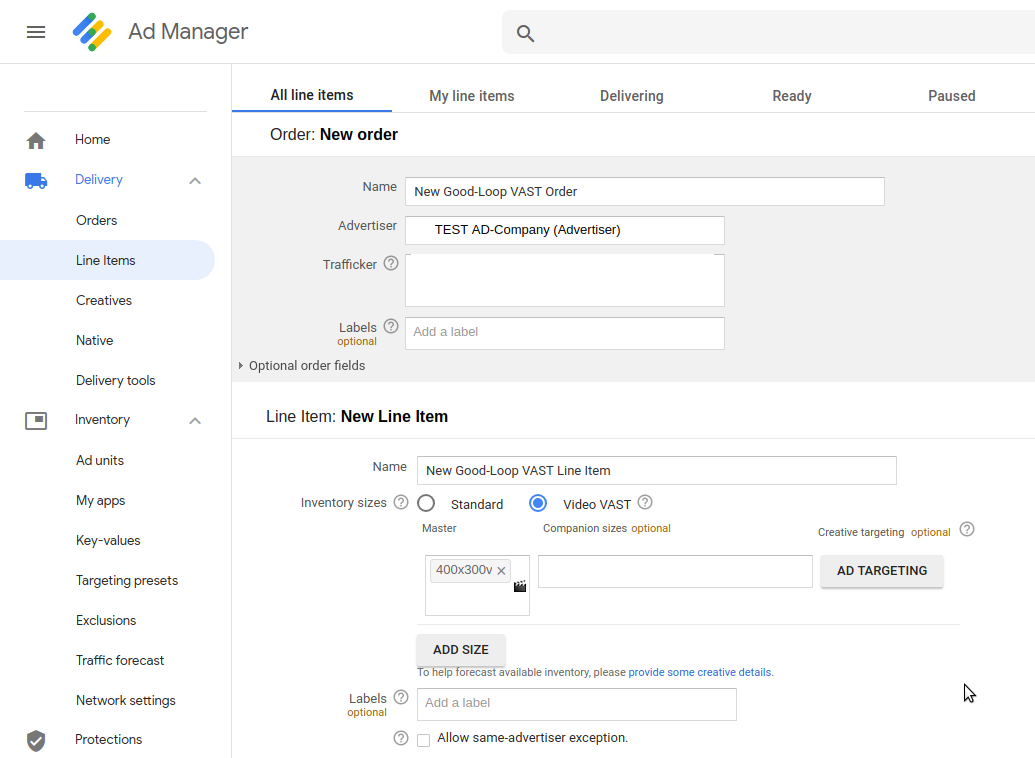 Ad Manager
All line items
My line items
Delivering
Ready
Paused
Order: New order
Home
Delivery
Orders
Line Items
Creatives
Native
Delivery tools
Inventory
Ad units
My apps
Key-values
Targeting presets
Exclusions
Traffic forecast
Network settings
Protections
Name New Good-Loop VAST Order
Advertiser TEST AD-Company (Advertiser)
Trafficker ?
Labels ? Add a label
optional
Optional order fields
Line Item: New Line Item
Name New Good-Loop VAST Line Item
Inventory sizes ? Standard Video VAST ?
Master Companion sizes optional Creative targeting optional ?
400x300v × AD TARGETING
ADD SIZE
To help forecast available inventory, please provide some creative details.
Labels ? Add a label
optional
? Allow same-advertiser exception.